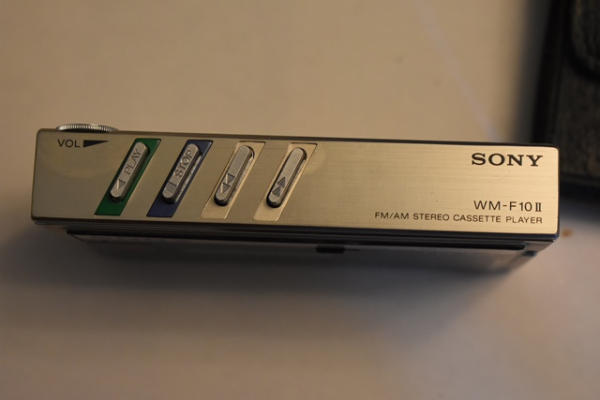 VOL
PLAY
STOP
SONY
WM-F10II
FM/AM STEREO CASSETTE PLAYER